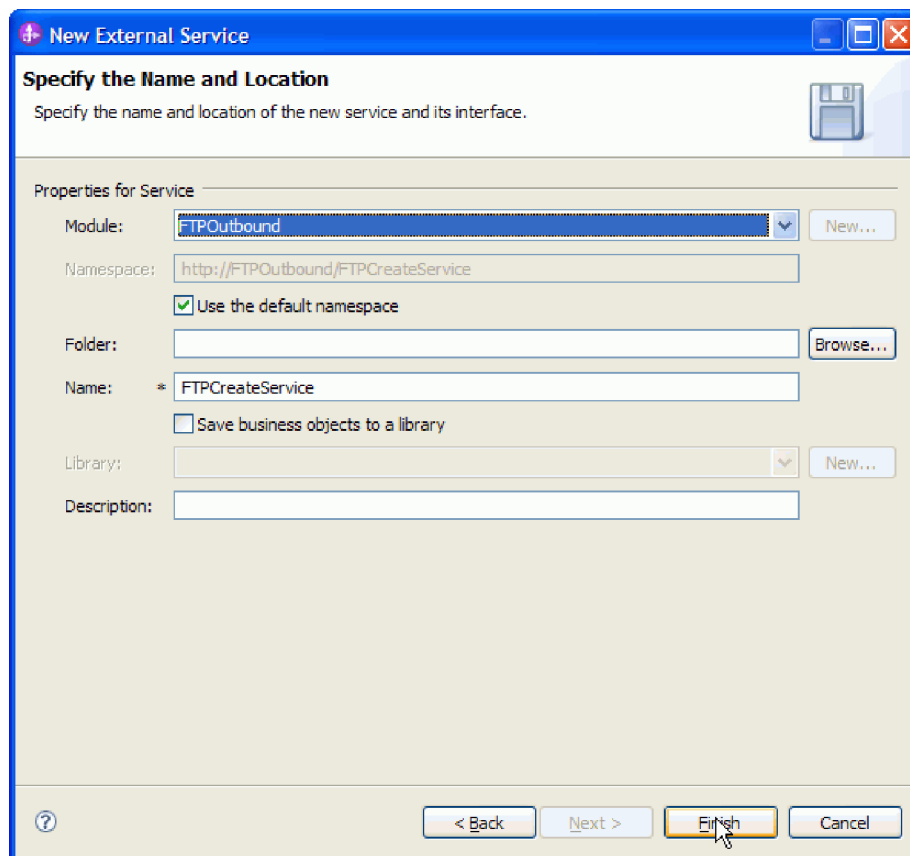 New External Service
Specify the Name and Location
Specify the name and location of the new service and its interface.
Properties for Service
Module: FTPOutbound New...
Namespace: http://FTPOutbound/FTPCreateService
Use the default namespace
Folder: Browse...
Name: * FTPCreateService
Save business objects to a library
Library: New...
Description:
? < Back Next > Finish Cancel